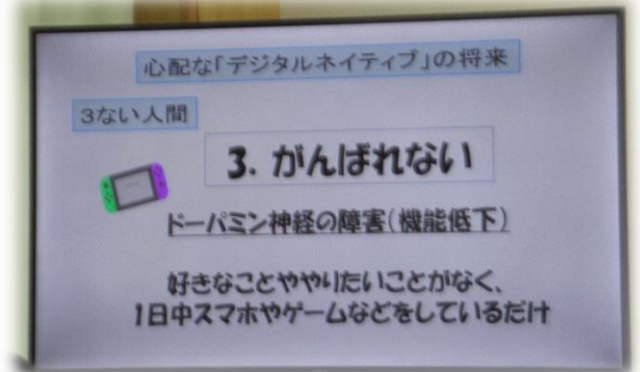 心配な「デジタルネイティブ」の将来
3ない人間
3. がんばれない
ドーパミン神経の障害(機能低下)
好きなことややりたいことがなく、
1日中スマホやゲームなどをしているだけ